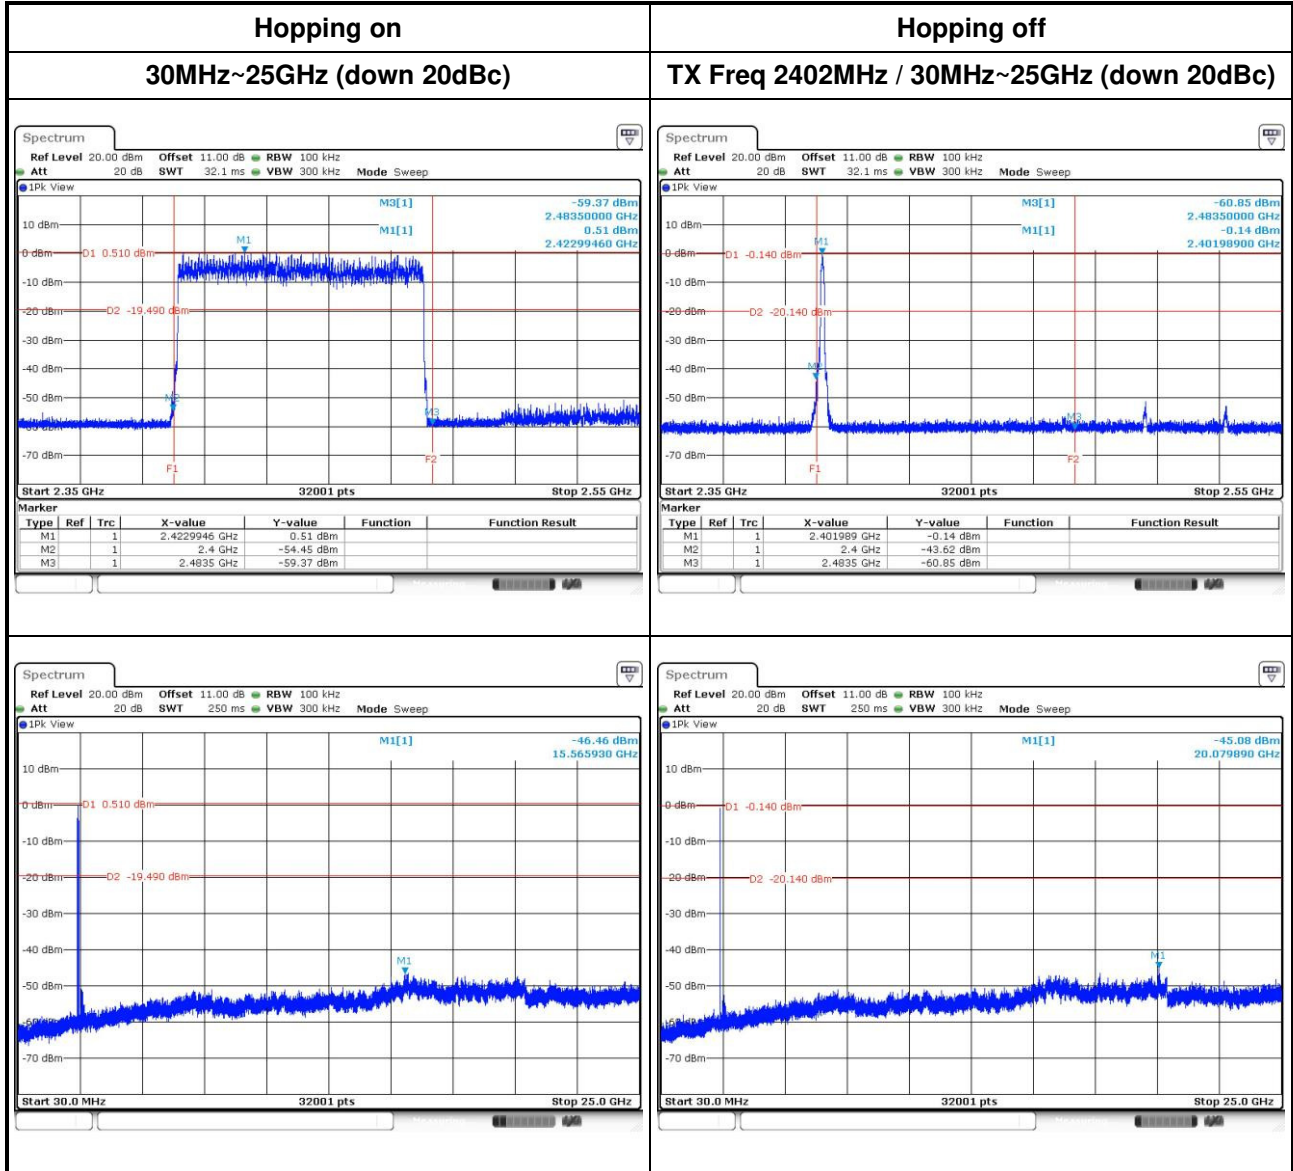 Hopping on
Hopping off
30MHz~25GHz (down 20dBc)
TX Freq 2402MHz / 30MHz~25GHz (down 20dBc)
Spectrum
Ref Level 20.00 dBm Offset 11.00 dB RBW 100 kHz
Att 20 dB SWT 32.1 ms VBW 300 kHz Mode Sweep
1Pk View
M3[1] -59.37 dBm
2.48350000 GHz
M1[1] 0.51 dBm
2.42299460 GHz
10 dBm
M1
0 dBm
D1 0.510 dBm
-10 dBm
-20 dBm
D2 -19.490 dBm
-30 dBm
-40 dBm
-50 dBm
M2
M3
-70 dBm
F1
F2
Start 2.35 GHz 32001 pts Stop 2.55 GHz
Marker
Type Ref Trc X-value Y-value Function Function Result
M1 1 2.4229946 GHz 0.51 dBm
M2 1 2.4 GHz -54.45 dBm
M3 1 2.4835 GHz -59.37 dBm
Spectrum
Ref Level 20.00 dBm Offset 11.00 dB RBW 100 kHz
Att 20 dB SWT 32.1 ms VBW 300 kHz Mode Sweep
1Pk View
M3[1] -60.85 dBm
2.48350000 GHz
M1[1] -0.14 dBm
2.40198900 GHz
10 dBm
M1
0 dBm
D1 -0.140 dBm
-10 dBm
-20 dBm
D2 -20.140 dBm
-30 dBm
-40 dBm
-50 dBm
M3
-70 dBm
F1
F2
Start 2.35 GHz 32001 pts Stop 2.55 GHz
Marker
Type Ref Trc X-value Y-value Function Function Result
M1 1 2.401989 GHz -0.14 dBm
M2 1 2.4 GHz -43.62 dBm
M3 1 2.4835 GHz -60.85 dBm
Spectrum
Ref Level 20.00 dBm Offset 11.00 dB RBW 100 kHz
Att 20 dB SWT 250 ms VBW 300 kHz Mode Sweep
1Pk View
M1[1] -46.46 dBm
15.565930 GHz
10 dBm
0 dBm
D1 0.510 dBm
-10 dBm
-20 dBm
D2 -19.490 dBm
-30 dBm
-40 dBm
M1
-50 dBm
-70 dBm
Start 30.0 MHz 32001 pts Stop 25.0 GHz
Spectrum
Ref Level 20.00 dBm Offset 11.00 dB RBW 100 kHz
Att 20 dB SWT 250 ms VBW 300 kHz Mode Sweep
1Pk View
M1[1] -45.08 dBm
20.079890 GHz
10 dBm
0 dBm
D1 -0.140 dBm
-10 dBm
-20 dBm
D2 -20.140 dBm
-30 dBm
-40 dBm
M1
-50 dBm
-70 dBm
Start 30.0 MHz 32001 pts Stop 25.0 GHz